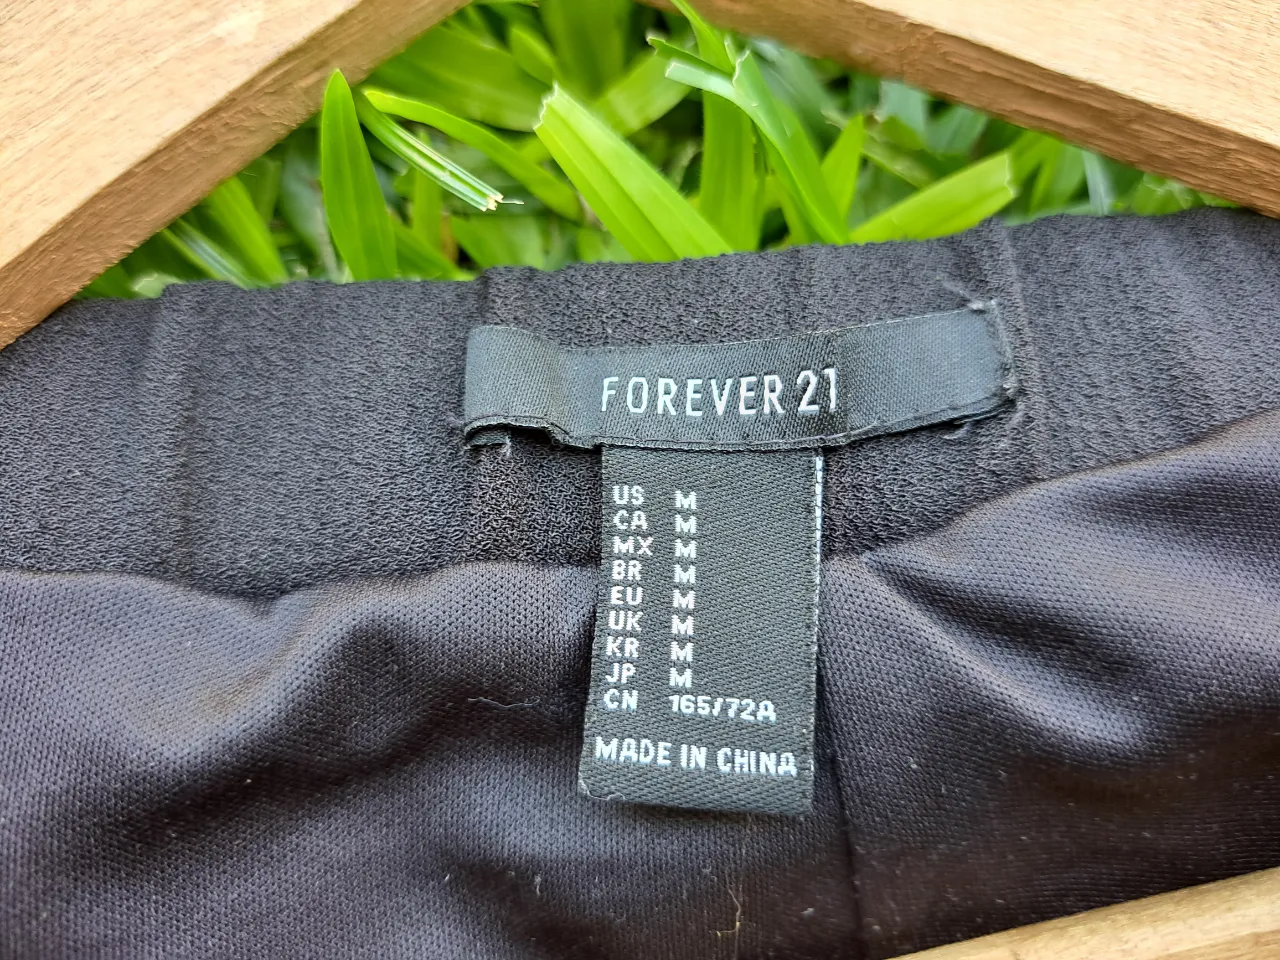 FOREVER 21
US M
CA M
MX M
BR M
EU M
UK M
KR M
JP M
CN 165/72A
MADE IN CHINA